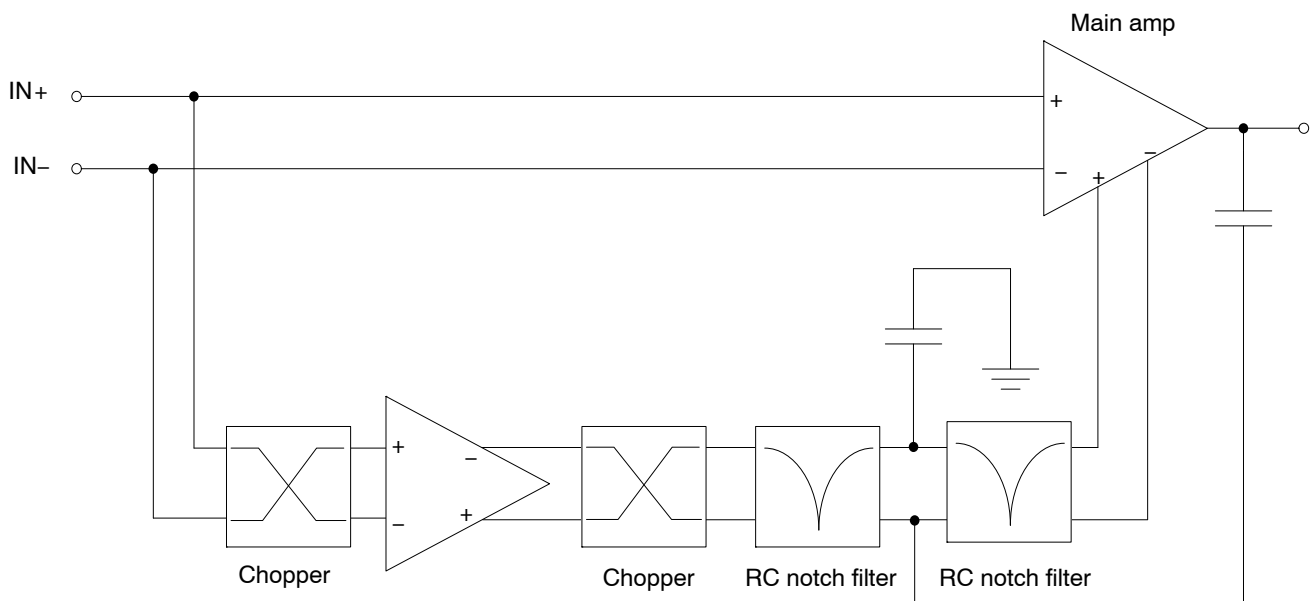 Main amp
IN+
+
IN−
−
+
−
+
−
−
+
Chopper
Chopper
RC notch filter
RC notch filter